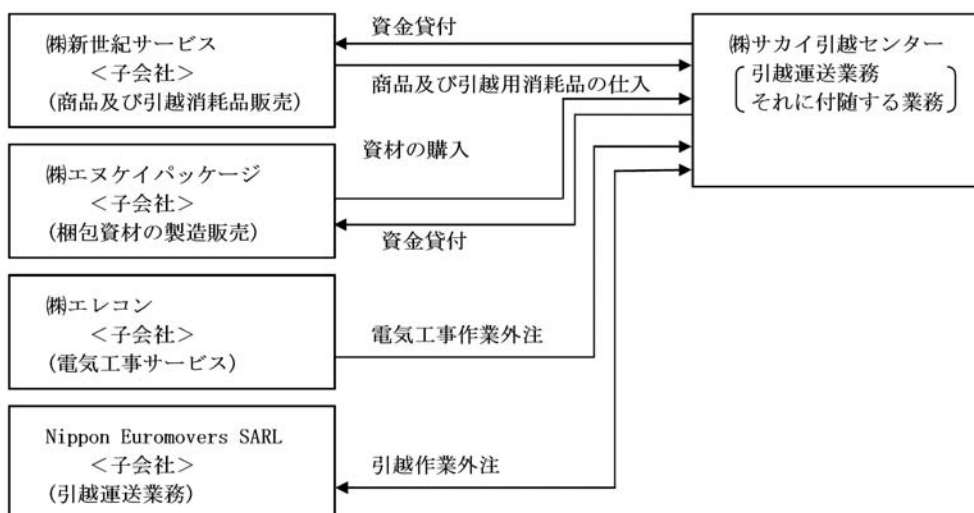 ㈱新世紀サービス
＜子会社＞
(商品及び引越消耗品販売)
資金貸付
商品及び引越用消耗品の仕入
㈱サカイ引越センター
引越運送業務
それに付随する業務
㈱エヌケイパッケージ
＜子会社＞
(梱包資材の製造販売)
資材の購入
資金貸付
㈱エレコン
＜子会社＞
(電気工事サービス)
電気工事作業外注
Nippon Euromovers SARL
＜子会社＞
(引越運送業務)
引越作業外注